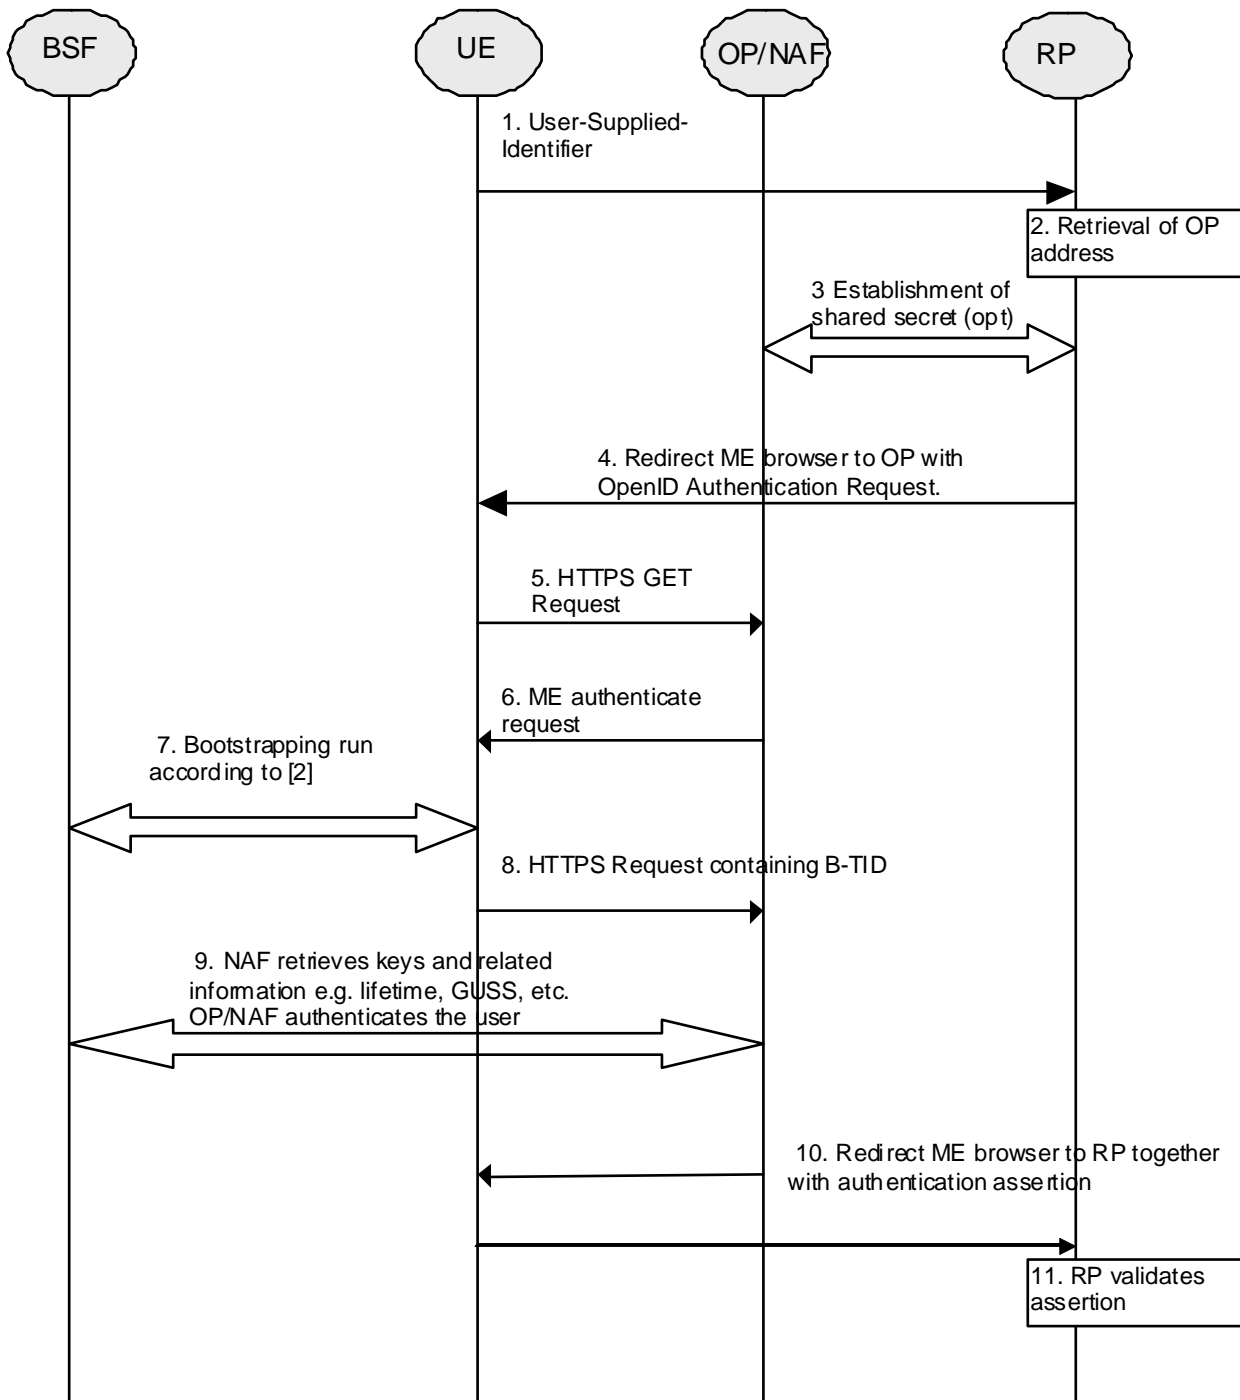 BSF
UE
OP/NAF
RP
1. User-Supplied-
Identifier
2. Retrieval of OP
address
3 Establishment of
shared secret (opt)
4. Redirect ME browser to OP with
OpenID Authentication Request.
5. HTTPS GET
Request
6. ME authenticate
request
7. Bootstrapping run
according to [2]
8. HTTPS Request containing B-TID
9. NAF retrieves keys and related
information e.g. lifetime, GUSS, etc.
OP/NAF authenticates the user
10. Redirect ME browser to RP together
with authentication assertion
11. RP validates
assertion